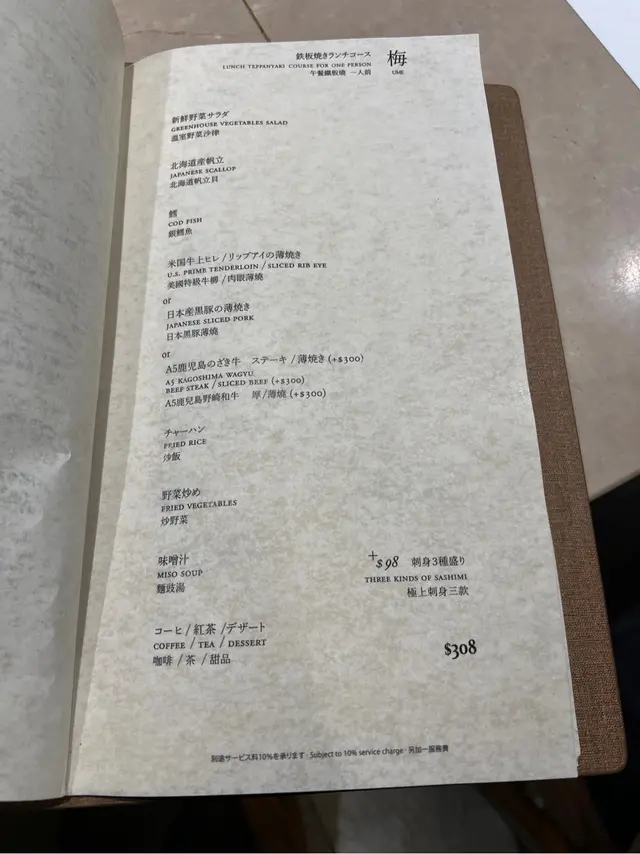 鉄板焼きランチコース
LUNCH TEPPANYAKI COURSE FOR ONE PERSON
午餐鐵板燒 一人前
梅
UME
新鮮野菜サラダ
GREENHOUSE VEGETABLES SALAD
溫室野菜沙律
北海道産帆立
JAPANESE SCALLOP
北海道帆立貝
鱈
COD FISH
銀鱈魚
米国牛上ヒレ/リップアイの薄焼き
U.S. PRIME TENDERLOIN / SLICED RIB EYE
美國特級牛柳 / 肉眼薄燒
or
日本産黒豚の薄焼き
JAPANESE SLICED PORK
日本黑豚薄燒
or
A5鹿児島のざき牛 ステーキ / 薄焼き (+$300)
A5 KAGOSHIMA WAGYU
BEEF STEAK / SLICED BEEF (+$300)
A5鹿兒島野崎和牛 厚/薄燒 (+$300)
チャーハン
FRIED RICE
炒飯
野菜炒め
FRIED VEGETABLES
炒野菜
味噌汁
MISO SOUP
麵豉湯
+$98 刺身3種盛り
THREE KINDS OF SASHIMI
極上刺身三款
コーヒ/紅茶/デザート
COFFEE / TEA / DESSERT
咖啡 / 茶 / 甜品
$308
別途サービス料10%を承ります · Subject to 10% service charge · 另加一服務費